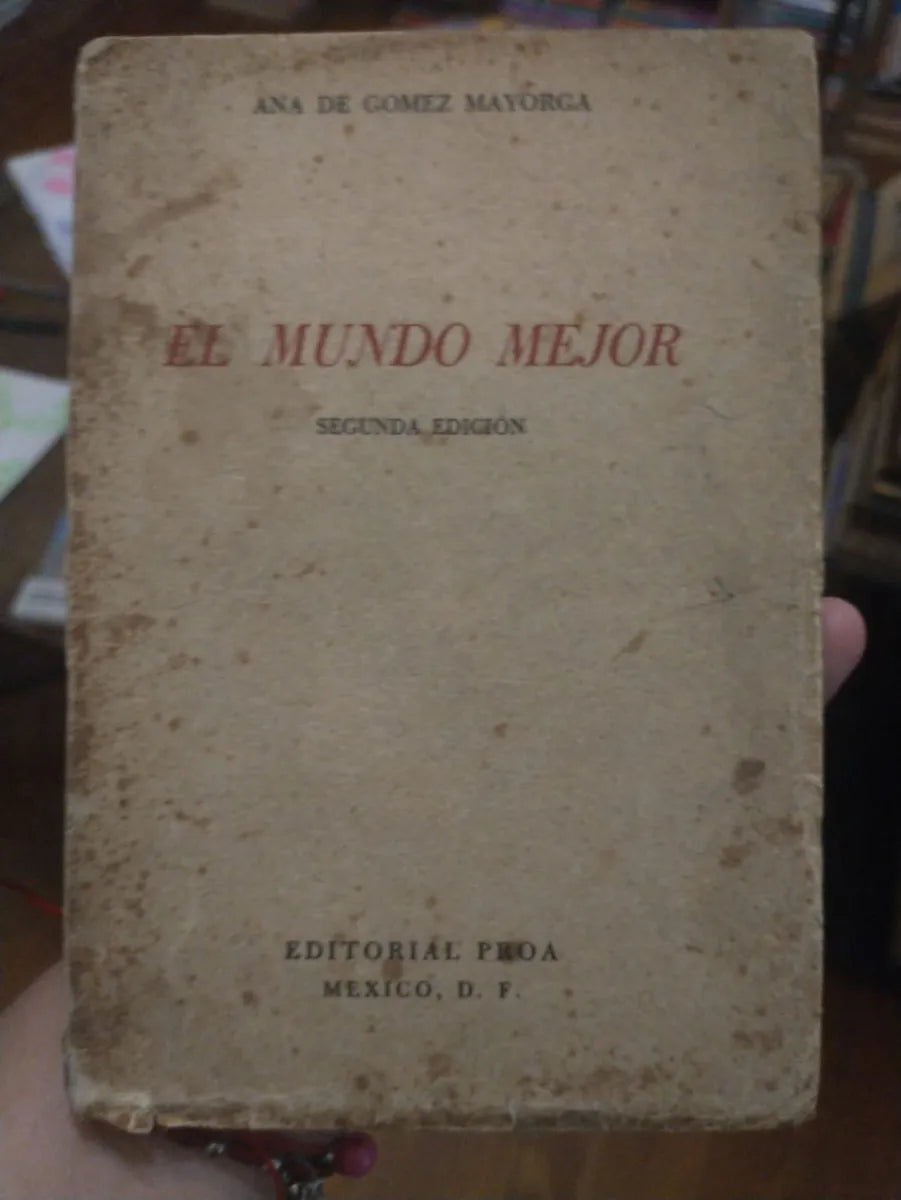 ANA DE GOMEZ MAYORGA
EL MUNDO MEJOR
SEGUNDA EDICIÓN
EDITORIAL PROA
MEXICO, D. F.